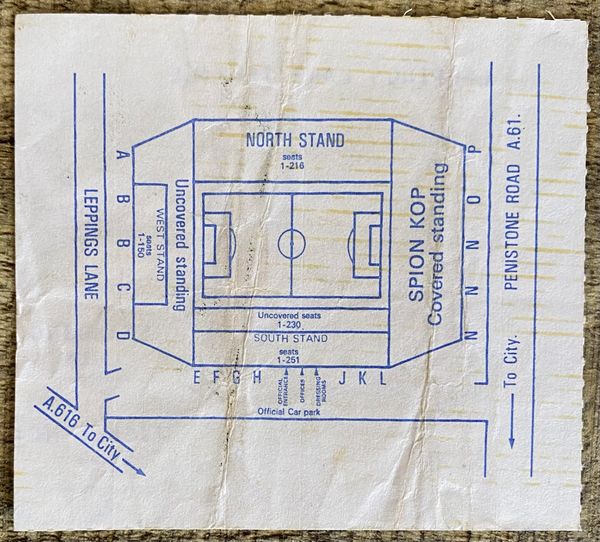 NORTH STAND
seats
1-216
A
B
B
C
D
LEPPINGS LANE
WEST STAND
seats
1-150
Uncovered standing
SPION KOP
Covered standing
P
O
N
N
N
PENISTONE ROAD A.61.
To City.
Uncovered seats
1-230
SOUTH STAND
seats
1-251
E F G H J K L
OFFICIAL
ENTRANCE
OFFICES
DRESSING
ROOMS
Official Car park
A.616 To City